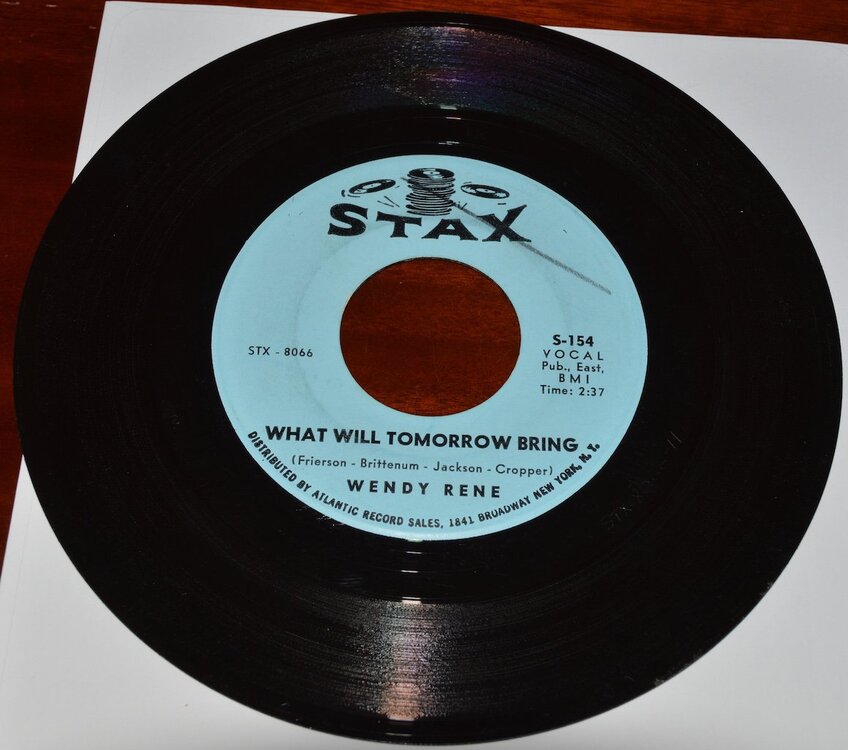 STAX
STX - 8066
S-154
VOCAL
Pub., East,
BMI
Time: 2:37
WHAT WILL TOMORROW BRING
(Frierson - Brittenum - Jackson - Cropper)
WENDY RENE
DISTRIBUTED BY ATLANTIC RECORD SALES, 1841 BROADWAY NEW YORK, N. Y.